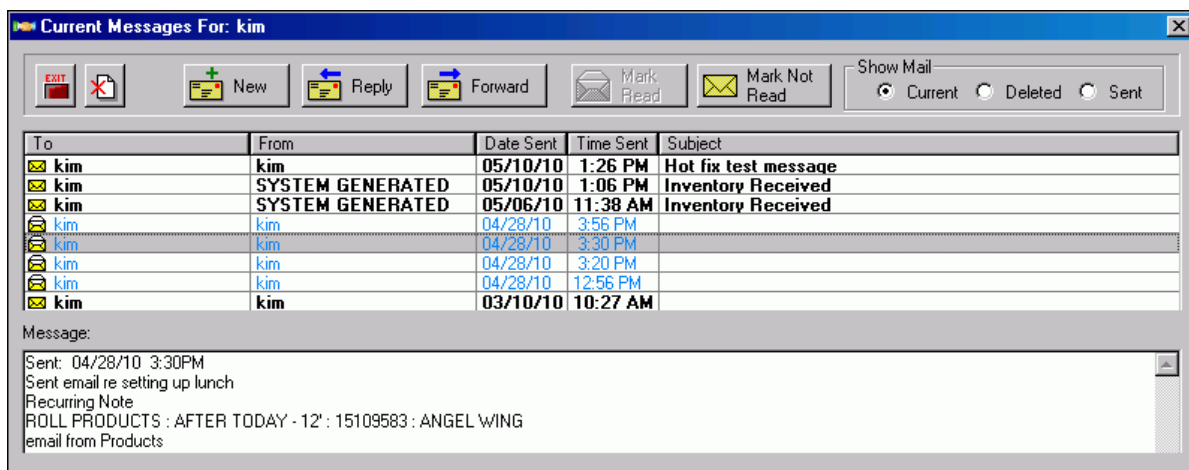 Current Messages For: kim
EXIT New Reply Forward Mark Read Mark Not Read Show Mail Current Deleted Sent
To From Date Sent Time Sent Subject
kim kim 05/10/10 1:26 PM Hot fix test message
kim SYSTEM GENERATED 05/10/10 1:06 PM Inventory Received
kim SYSTEM GENERATED 05/06/10 11:38 AM Inventory Received
kim kim 04/28/10 3:56 PM
kim kim 04/28/10 3:30 PM
kim kim 04/28/10 3:20 PM
kim kim 04/28/10 12:56 PM
kim kim 03/10/10 10:27 AM
Message:
Sent: 04/28/10 3:30PM
Sent email re setting up lunch
Recurring Note
ROLL PRODUCTS : AFTER TODAY - 12' : 15109583 : ANGEL WING
email from Products